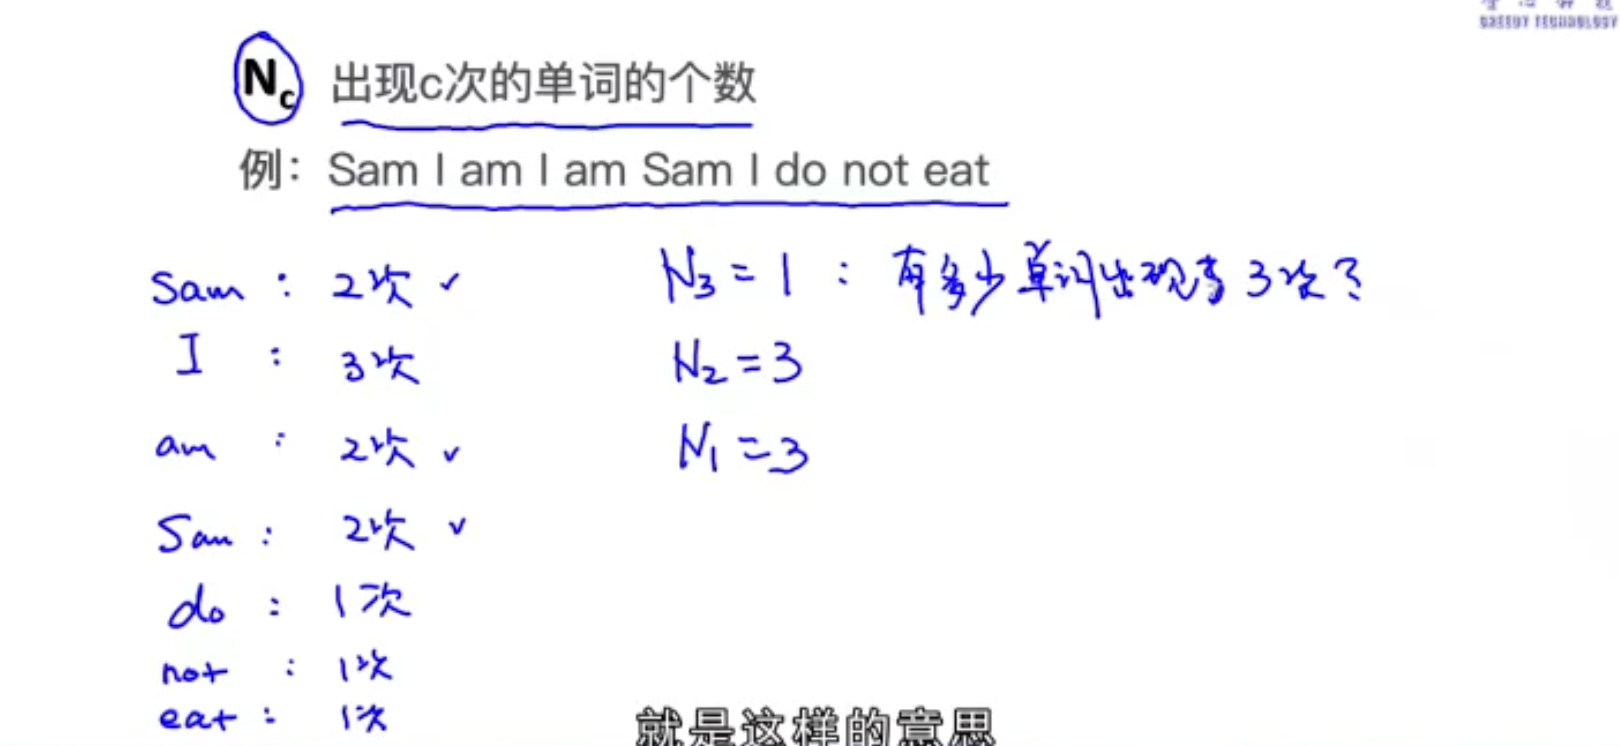 GREEDY TECHNOLOGY
Nc 出现c次的单词的个数
例：Sam I am I am Sam I do not eat
Sam : 2次 ✓
I : 3次
am : 2次 ✓
Sam : 2次 ✓
do : 1次
not : 1次
eat : 1次
N3 = 1 : 有多少单词出现了3次?
N2 = 3
N1 = 3
就是这样的意思